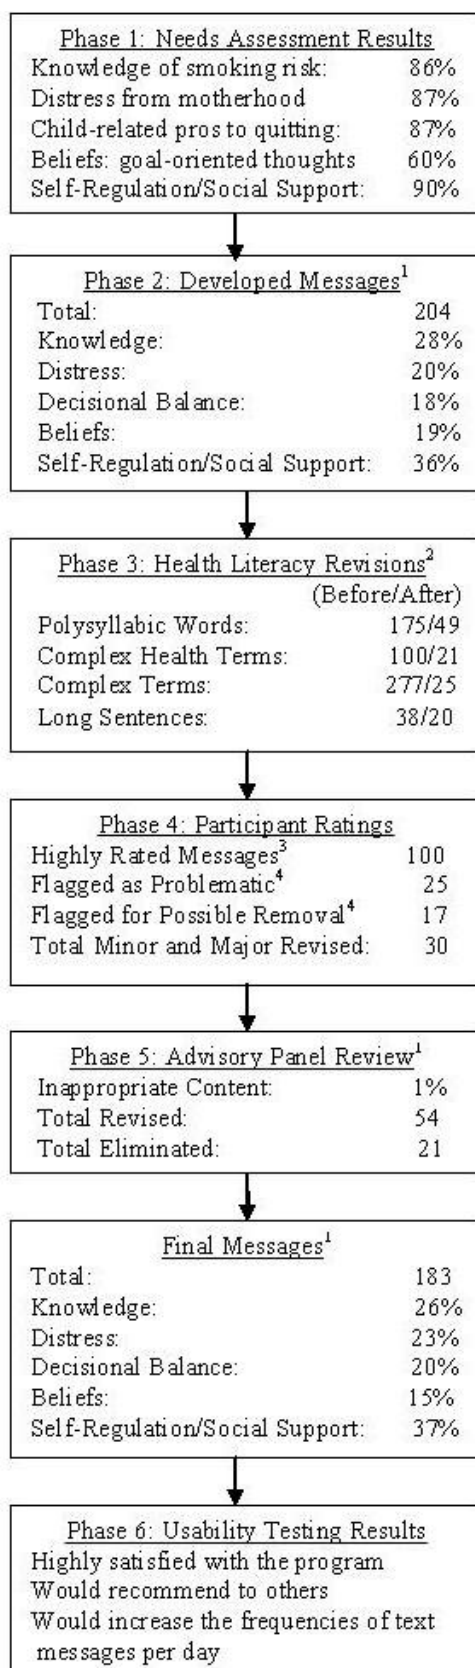 Phase 1: Needs Assessment Results
Knowledge of smoking risk: 86%
Distress from motherhood 87%
Child-related pros to quitting: 87%
Beliefs: goal-oriented thoughts 60%
Self-Regulation/Social Support: 90%
Phase 2: Developed Messages¹
Total: 204
Knowledge: 28%
Distress: 20%
Decisional Balance: 18%
Beliefs: 19%
Self-Regulation/Social Support: 36%
Phase 3: Health Literacy Revisions²
(Before/After)
Polysyllabic Words: 175/49
Complex Health Terms: 100/21
Complex Terms: 277/25
Long Sentences: 38/20
Phase 4: Participant Ratings
Highly Rated Messages³ 100
Flagged as Problematic⁴ 25
Flagged for Possible Removal⁴ 17
Total Minor and Major Revised: 30
Phase 5: Advisory Panel Review¹
Inappropriate Content: 1%
Total Revised: 54
Total Eliminated: 21
Final Messages¹
Total: 183
Knowledge: 26%
Distress: 23%
Decisional Balance: 20%
Beliefs: 15%
Self-Regulation/Social Support: 37%
Phase 6: Usability Testing Results
Highly satisfied with the program
Would recommend to others
Would increase the frequencies of text
messages per day